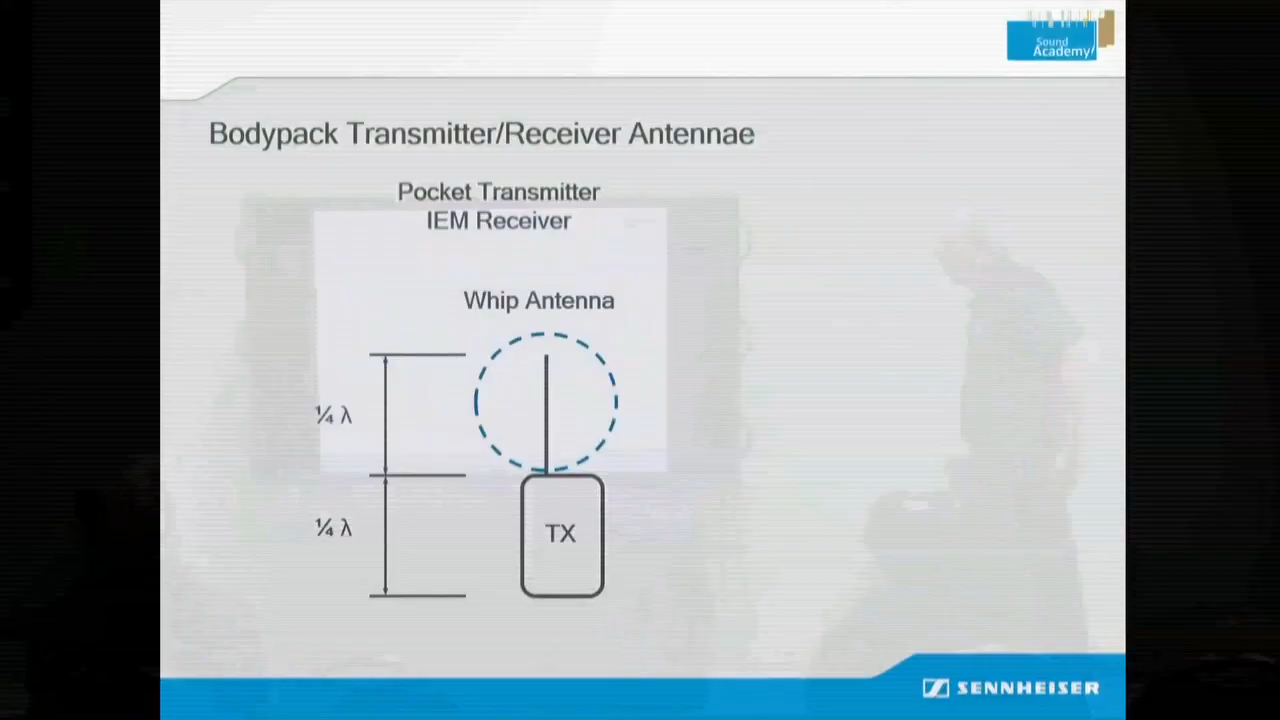 Sound
Academy
Bodypack Transmitter/Receiver Antennae
Pocket Transmitter
IEM Receiver
Whip Antenna
¼ λ
¼ λ
TX
SENNHEISER